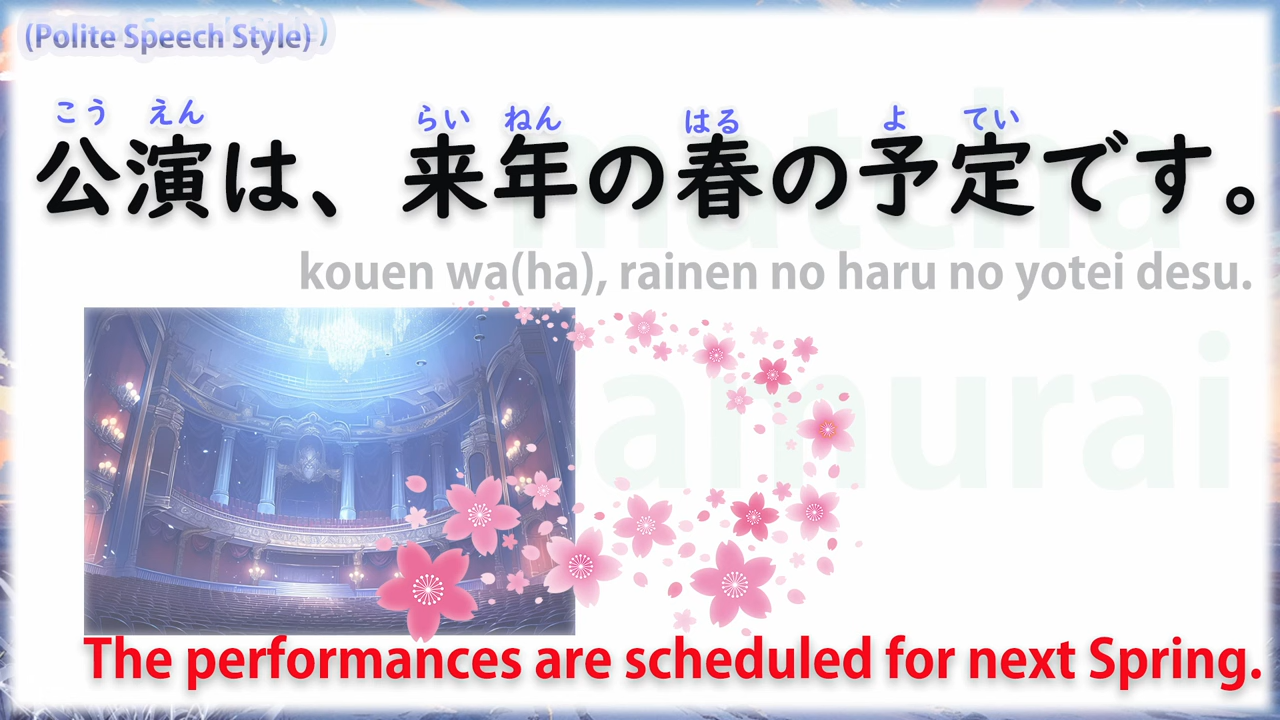 (Polite Speech Style)
こう えん らい ねん はる よ てい
公演は、来年の春の予定です。
kouen wa(ha), rainen no haru no yotei desu.
matcha
samurai
The performances are scheduled for next Spring.